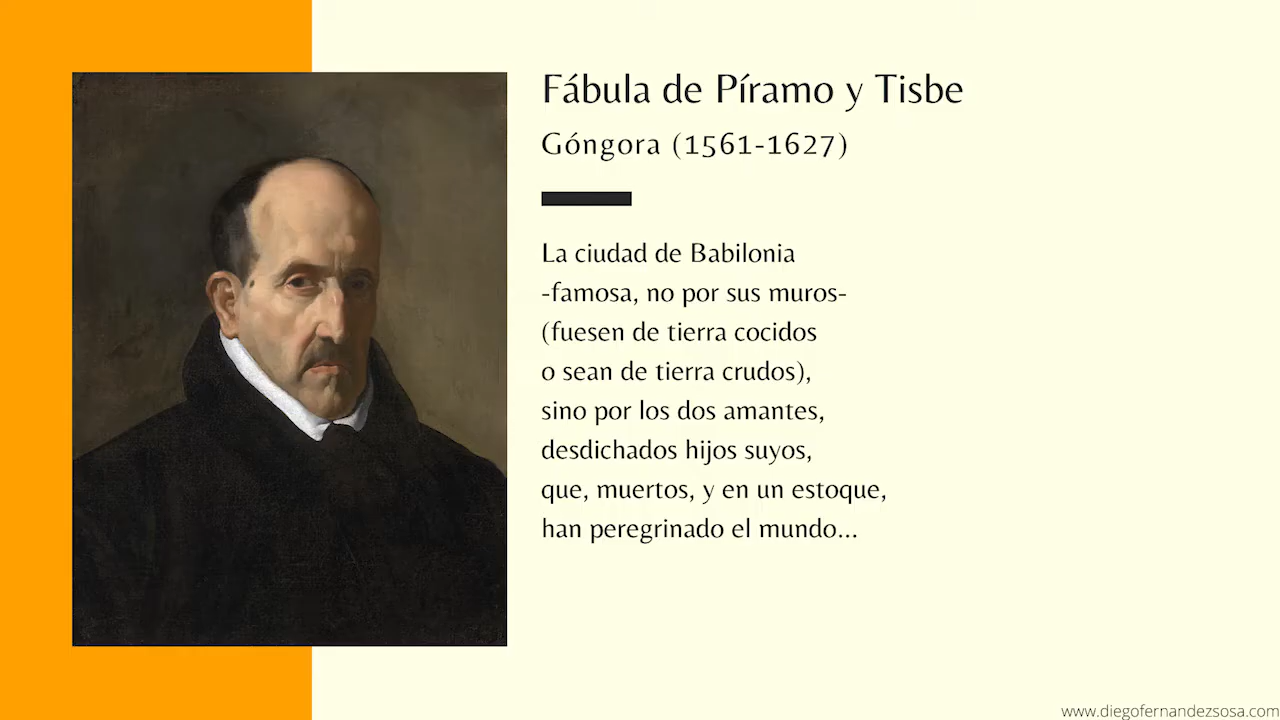 Fábula de Píramo y Tisbe
Góngora (1561-1627)
La ciudad de Babilonia
-famosa, no por sus muros-
(fuesen de tierra cocidos
o sean de tierra crudos),
sino por los dos amantes,
desdichados hijos suyos,
que, muertos, y en un estoque,
han peregrinado el mundo...
www.diegofernandezsosa.com